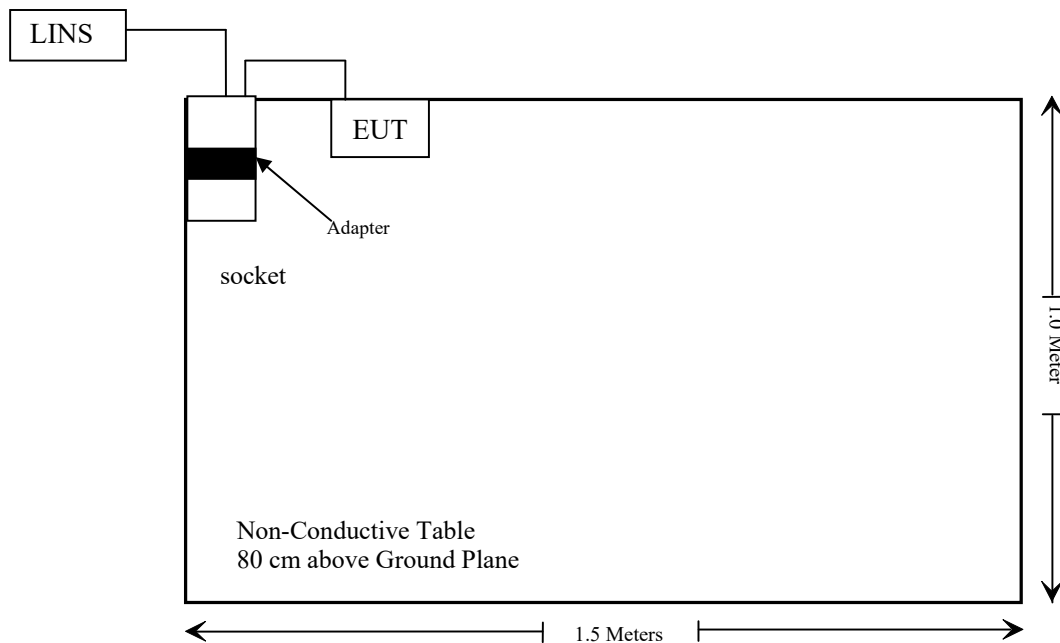 LINS
EUT
Adapter
socket
1.0 Meter
Non-Conductive Table
80 cm above Ground Plane
1.5 Meters